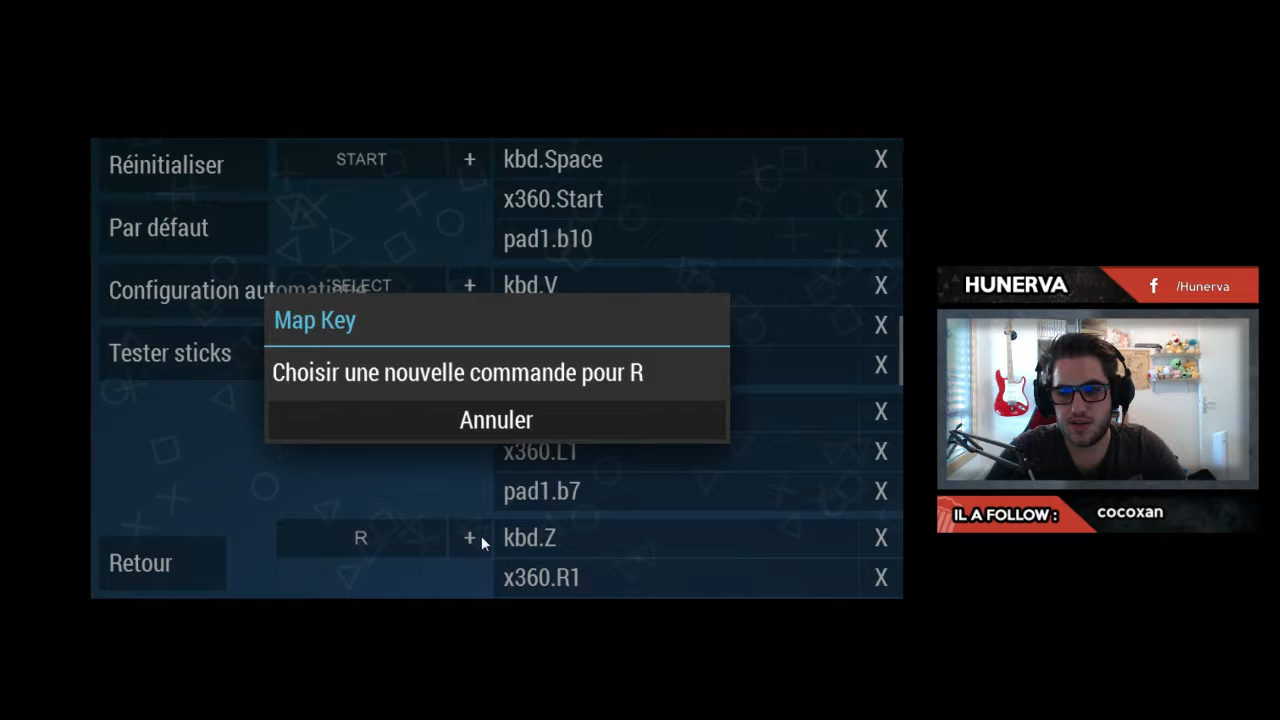 Réinitialiser
START
+
kbd.Space
X
x360.Start
X
Par défaut
pad1.b10
X
Configuration automatique
SELECT
+
kbd.V
X
X
X
Map Key
Choisir une nouvelle commande pour R
Annuler
Tester sticks
X
x360.L1
X
pad1.b7
X
R
+
kbd.Z
X
Retour
x360.R1
X
HUNERVA
f /Hunerva
IL A FOLLOW :
cocoxan